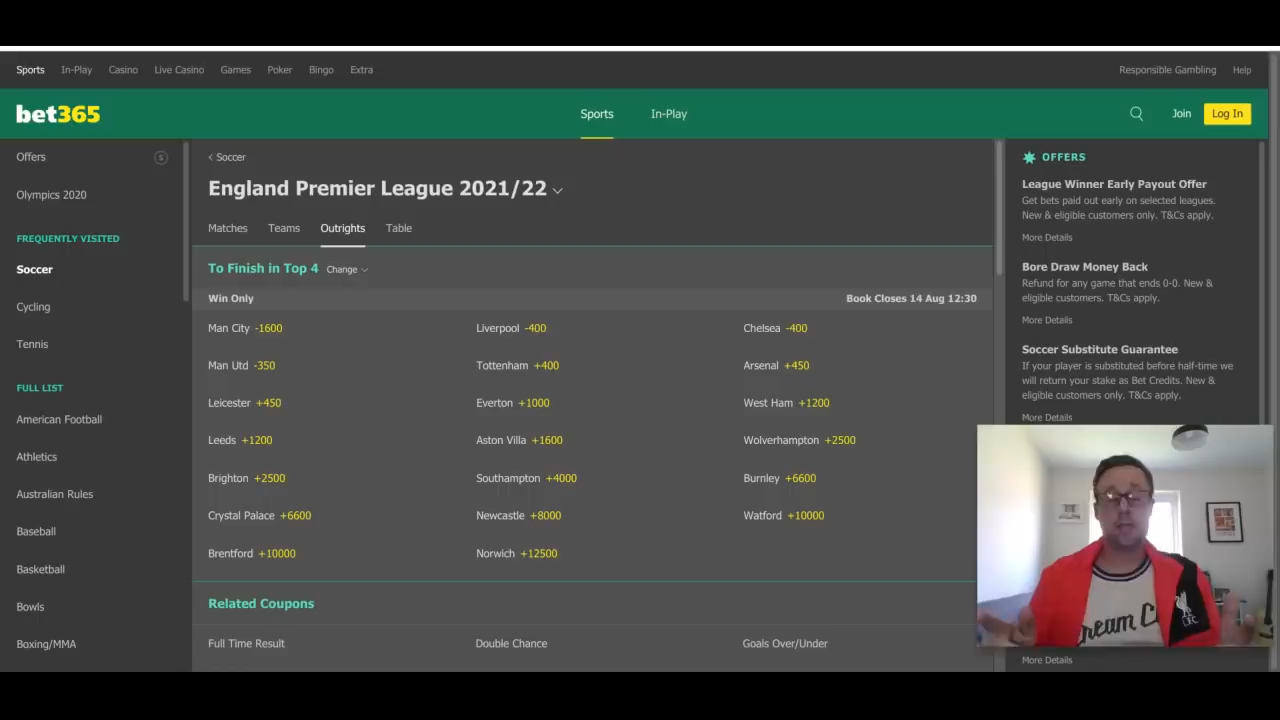 Sports In-Play Casino Live Casino Games Poker Bingo Extra Responsible Gambling Help
bet365 Sports In-Play Join Log In
Offers 5
Olympics 2020
FREQUENTLY VISITED
Soccer
Cycling
Tennis
FULL LIST
American Football
Athletics
Australian Rules
Baseball
Basketball
Bowls
Boxing/MMA
< Soccer
England Premier League 2021/22
Matches Teams Outrights Table
To Finish in Top 4 Change
Win Only Book Closes 14 Aug 12:30
Man City -1600 Liverpool -400 Chelsea -400
Man Utd -350 Tottenham +400 Arsenal +450
Leicester +450 Everton +1000 West Ham +1200
Leeds +1200 Aston Villa +1600 Wolverhampton +2500
Brighton +2500 Southampton +4000 Burnley +6600
Crystal Palace +6600 Newcastle +8000 Watford +10000
Brentford +10000 Norwich +12500
Related Coupons
Full Time Result Double Chance Goals Over/Under
OFFERS
League Winner Early Payout Offer
Get bets paid out early on selected leagues.
New & eligible customers only. T&Cs apply.
More Details
Bore Draw Money Back
Refund for any game that ends 0-0. New &
eligible customers. T&Cs apply.
More Details
Soccer Substitute Guarantee
If your player is substituted before half-time we
will return your stake as Bet Credits. New &
eligible customers only. T&Cs apply.
More Details
More Details